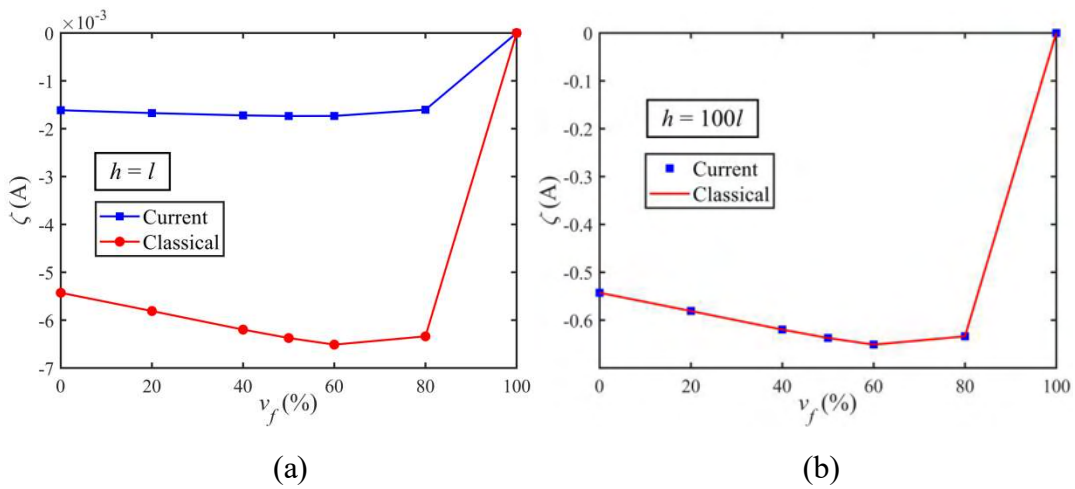 ×10⁻³
0
-1
-2
-3
-4
-5
-6
-7
ζ (A)
h = l
Current
Classical
0 20 40 60 80 100
v_f (%)
(a)
0
-0.1
-0.2
-0.3
-0.4
-0.5
-0.6
ζ (A)
h = 100l
Current
Classical
0 20 40 60 80 100
v_f (%)
(b)